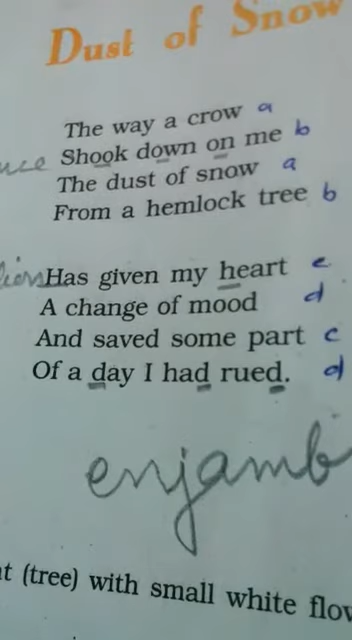 Dust of Snow
The way a crow a
Shook down on me b
The dust of snow a
From a hemlock tree b
Has given my heart c
A change of mood d
And saved some part c
Of a day I had rued. d
enjamb
(tree) with small white